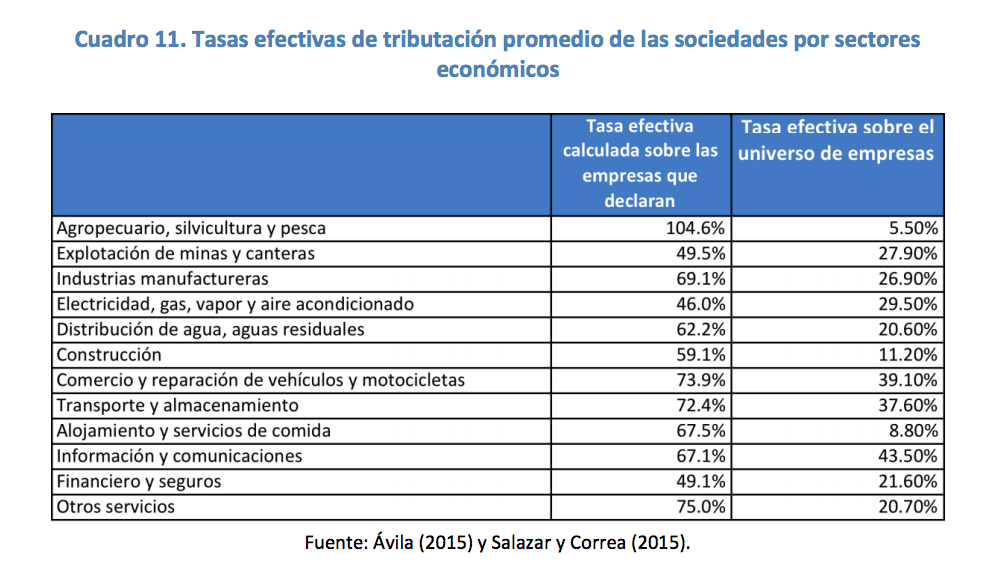 Cuadro 11. Tasas efectivas de tributación promedio de las sociedades por sectores
económicos
Tasa efectiva
calculada sobre las
empresas que
declaran
Tasa efectiva sobre el
universo de empresas
Agropecuario, silvicultura y pesca 104.6% 5.50%
Explotación de minas y canteras 49.5% 27.90%
Industrias manufactureras 69.1% 26.90%
Electricidad, gas, vapor y aire acondicionado 46.0% 29.50%
Distribución de agua, aguas residuales 62.2% 20.60%
Construcción 59.1% 11.20%
Comercio y reparación de vehículos y motocicletas 73.9% 39.10%
Transporte y almacenamiento 72.4% 37.60%
Alojamiento y servicios de comida 67.5% 8.80%
Información y comunicaciones 67.1% 43.50%
Financiero y seguros 49.1% 21.60%
Otros servicios 75.0% 20.70%
Fuente: Ávila (2015) y Salazar y Correa (2015).